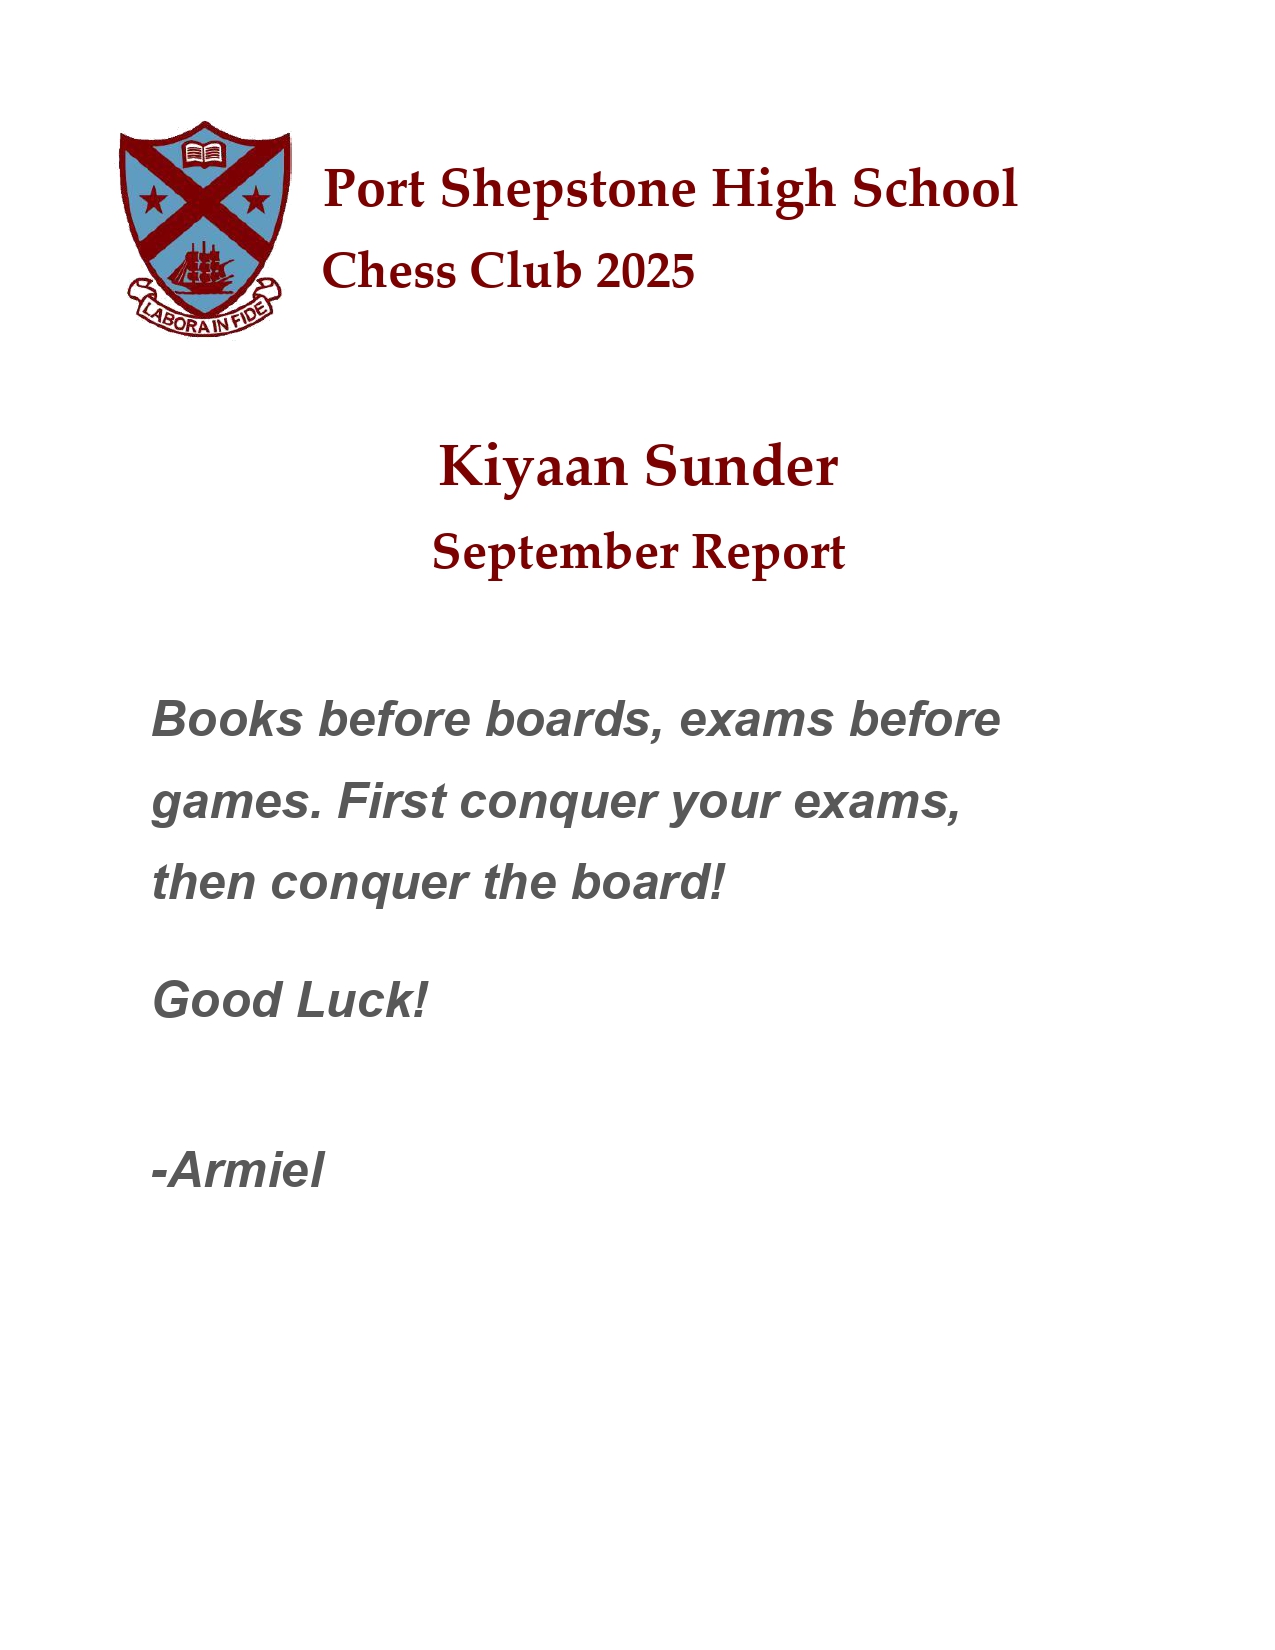 Port Shepstone High School
Chess Club 2025
LABORA IN FIDE
Kiyaan Sunder
September Report
Books before boards, exams before
games. First conquer your exams,
then conquer the board!
Good Luck!
-Armiel